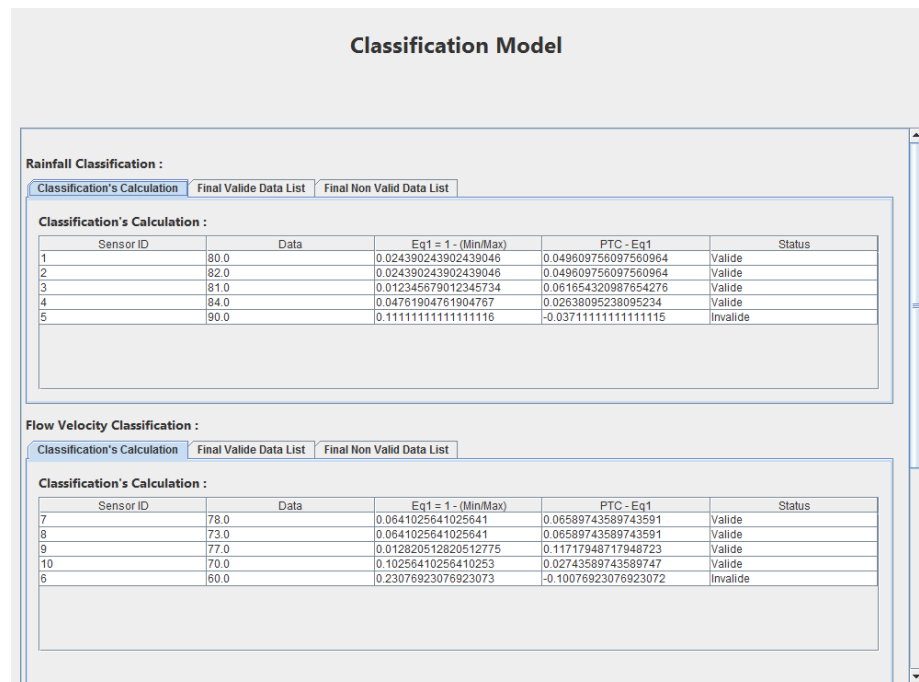 Classification Model
Rainfall Classification :
Classification's Calculation Final Valide Data List Final Non Valid Data List
Classification's Calculation :
Sensor ID Data Eq1 = 1 - (Min/Max) PTC - Eq1 Status
1 80.0 0.024390243902439046 0.049609756097560964 Valide
2 82.0 0.024390243902439046 0.049609756097560964 Valide
3 81.0 0.012345679012345734 0.061654320987654276 Valide
4 84.0 0.04761904761904767 0.02638095238095234 Valide
5 90.0 0.11111111111111116 -0.03711111111111115 Invalide
Flow Velocity Classification :
Classification's Calculation Final Valide Data List Final Non Valid Data List
Classification's Calculation :
Sensor ID Data Eq1 = 1 - (Min/Max) PTC - Eq1 Status
7 78.0 0.0641025641025641 0.06589743589743591 Valide
8 73.0 0.0641025641025641 0.06589743589743591 Valide
9 77.0 0.012820512820512775 0.11717948717948723 Valide
10 70.0 0.10256410256410253 0.02743589743589747 Valide
6 60.0 0.23076923076923073 -0.10076923076923072 Invalide